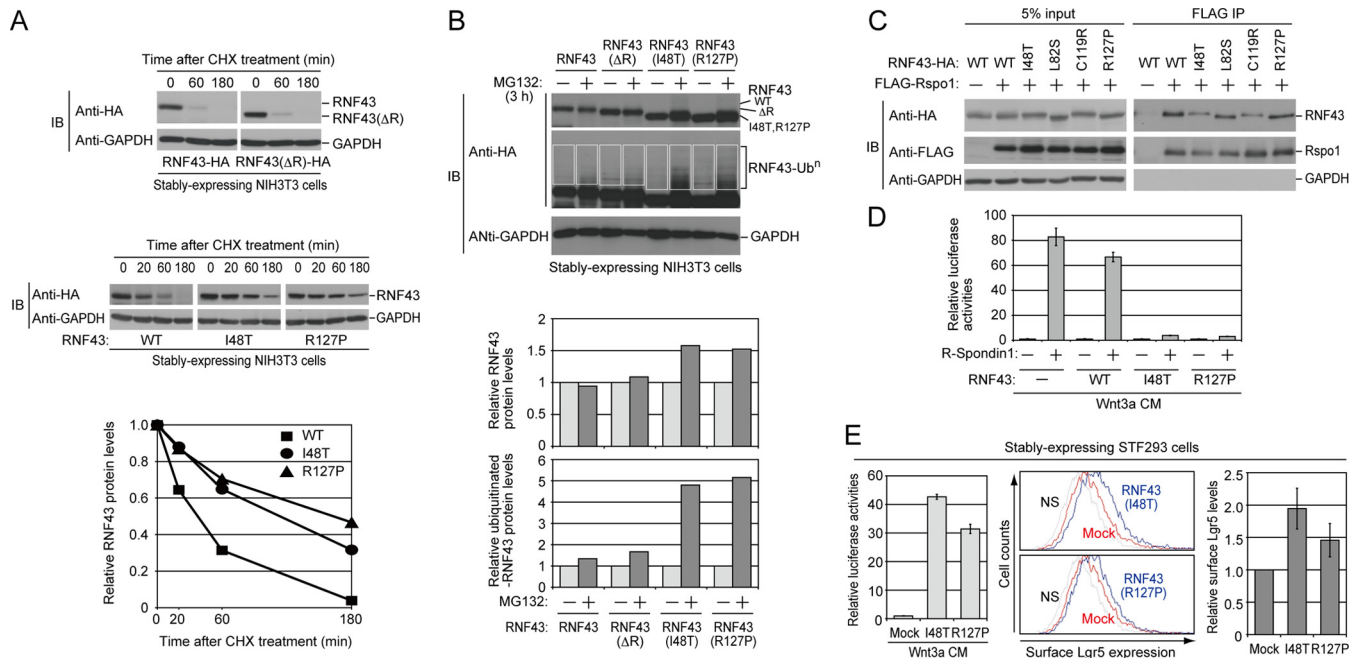 A
Time after CHX treatment (min)
0 60 180 0 60 180
IB
Anti-HA
RNF43
RNF43(ΔR)
Anti-GAPDH
GAPDH
RNF43-HA RNF43(ΔR)-HA
Stably-expressing NIH3T3 cells
Time after CHX treatment (min)
0 20 60 180 0 20 60 180 0 20 60 180
IB
Anti-HA
RNF43
Anti-GAPDH
GAPDH
RNF43: WT I48T R127P
Stably-expressing NIH3T3 cells
Relative RNF43 protein levels
1.0
0.8
0.6
0.4
0.2
0
WT
I48T
R127P
0 20 60 180
Time after CHX treatment (min)
B
RNF43 RNF43 (ΔR) RNF43 (I48T) RNF43 (R127P)
MG132 (3 h)
— + — + — + — +
RNF43
WT
ΔR
I48T,R127P
IB
Anti-HA
RNF43-Ubⁿ
ANti-GAPDH
GAPDH
Stably-expressing NIH3T3 cells
Relative RNF43 protein levels
2
1.5
1
0.5
0
Relative ubiquitinated -RNF43 protein levels
6
5
4
3
2
1
0
MG132: — + — + — + — +
RNF43: RNF43 RNF43 (ΔR) RNF43 (I48T) RNF43 (R127P)
C
5% input FLAG IP
RNF43-HA: WT WT I48T L82S C119R R127P WT WT I48T L82S C119R R127P
FLAG-Rspo1: — + + + + + — + + + + +
IB
Anti-HA
RNF43
Anti-FLAG
Rspo1
Anti-GAPDH
GAPDH
D
Relative luciferase activities
100
80
60
40
20
0
R-Spondin1: — + — + — + — +
RNF43: — WT I48T R127P
Wnt3a CM
E
Stably-expressing STF293 cells
Relative luciferase activities
60
50
40
30
20
10
0
Mock I48T R127P
Wnt3a CM
Cell counts
NS
RNF43 (I48T)
Mock
NS
RNF43 (R127P)
Mock
Surface Lgr5 expression
Relative surface Lgr5 levels
2.5
2.0
1.5
1.0
0.5
0
Mock I48T R127P